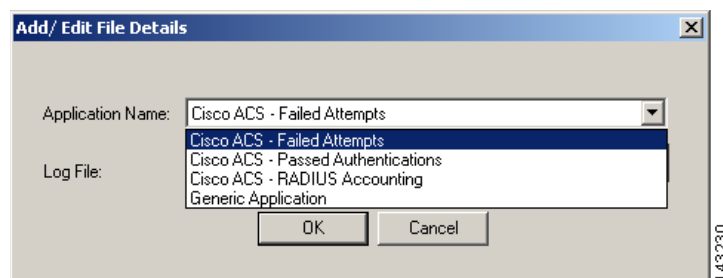 Add/ Edit File Details
Application Name: Cisco ACS - Failed Attempts
Cisco ACS - Failed Attempts
Cisco ACS - Passed Authentications
Log File: Cisco ACS - RADIUS Accounting
Generic Application
OK Cancel